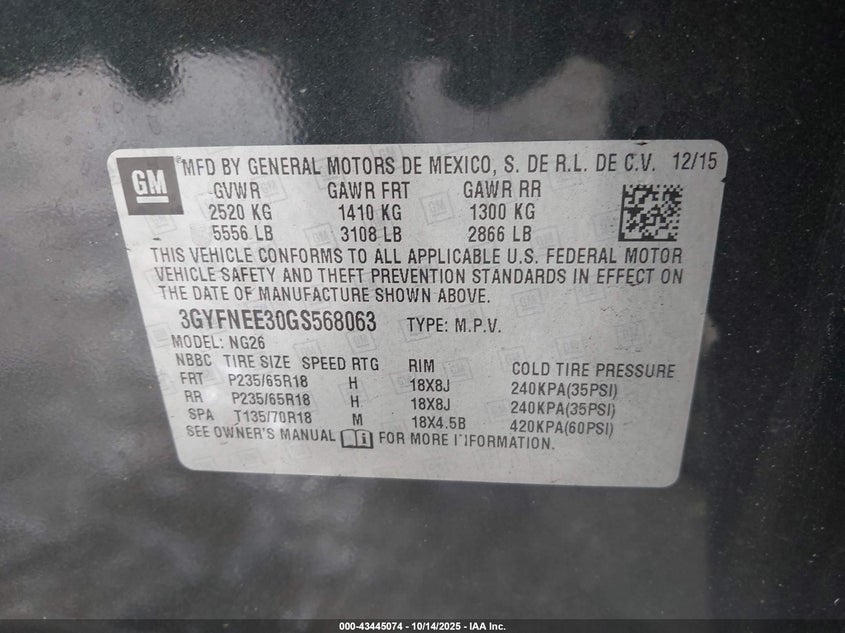 GM
® MFD BY GENERAL MOTORS DE MEXICO, S. DE R.L. DE C.V. 12/15
GVWR GAWR FRT GAWR RR
2520 KG 1410 KG 1300 KG
5556 LB 3108 LB 2866 LB
THIS VEHICLE CONFORMS TO ALL APPLICABLE U.S. FEDERAL MOTOR
VEHICLE SAFETY AND THEFT PREVENTION STANDARDS IN EFFECT ON
THE DATE OF MANUFACTURE SHOWN ABOVE.
3GYFNEE30GS568063 TYPE: M.P.V.
MODEL: NG26
NBBC TIRE SIZE SPEED RTG RIM COLD TIRE PRESSURE
FRT P235/65R18 H 18X8J 240KPA(35PSI)
RR P235/65R18 H 18X8J 240KPA(35PSI)
SPA T135/70R18 M 18X4.5B 420KPA(60PSI)
SEE OWNER'S MANUAL FOR MORE INFORMATION.
000-43445074 - 10/14/2025 - IAA Inc.